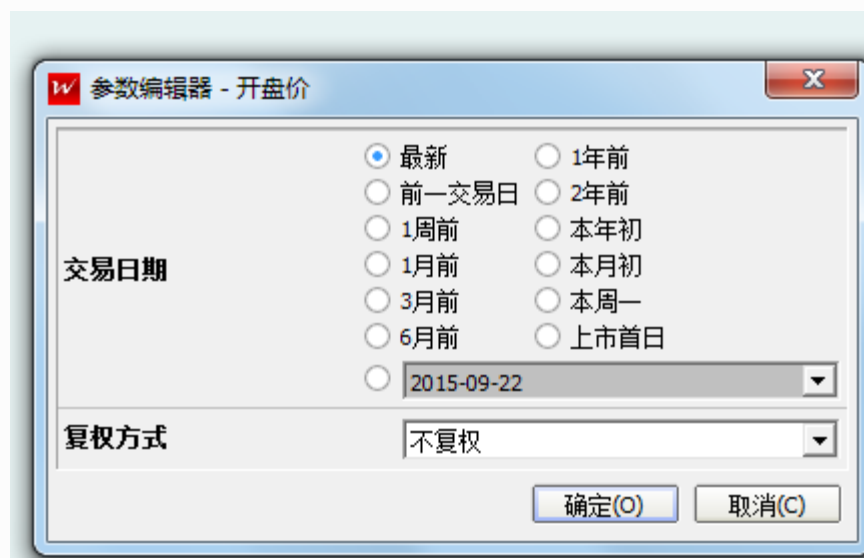 W 参数编辑器 - 开盘价
最新 1年前
前一交易日 2年前
1周前 本年初
交易日期 1月前 本月初
3月前 本周一
6月前 上市首日
2015-09-22
复权方式 不复权
确定(O) 取消(C)